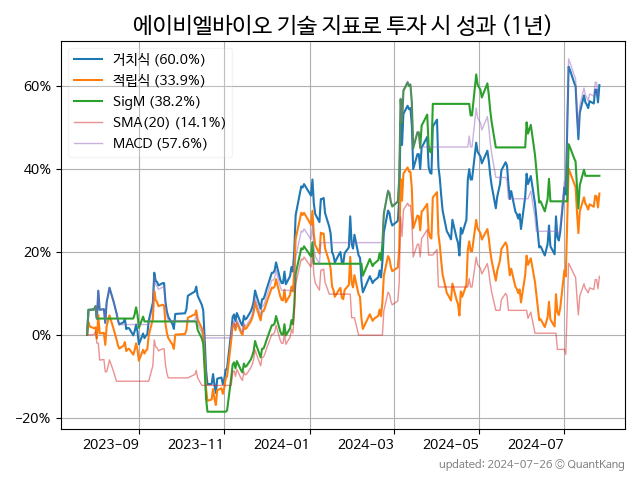 에이비엘바이오 기술 지표로 투자 시 성과 (1년)
거치식 (60.0%)
적립식 (33.9%)
SigM (38.2%)
SMA(20) (14.1%)
MACD (57.6%)
60%
40%
20%
0%
−20%
2023-09 2023-11 2024-01 2024-03 2024-05 2024-07
updated: 2024-07-26 © QuantKang